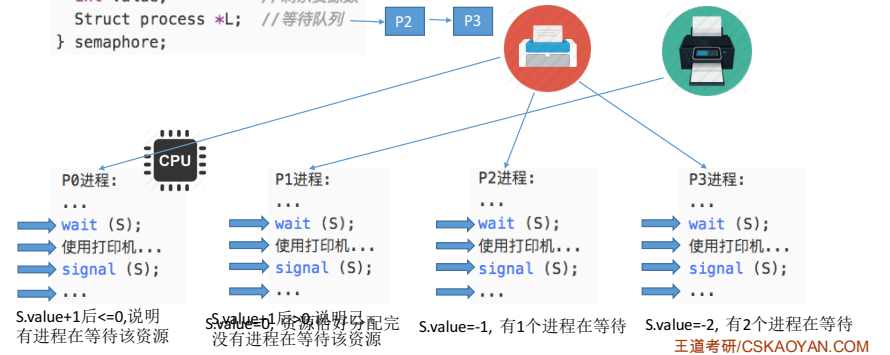 Struct process *L; //等待队列
} semaphore;
P2
P3
CPU
P0进程:
...
wait (S);
使用打印机...
signal (S);
...
S.value+1后<=0,说明
有进程在等待该资源
P1进程:
...
wait (S);
使用打印机...
signal (S);
...
S.value+1后>0,说明已
没有进程在等待该资源
S.value=0, 资源恰好分配完
P2进程:
...
wait (S);
使用打印机...
signal (S);
...
S.value=-1, 有1个进程在等待
P3进程:
...
wait (S);
使用打印机...
signal (S);
...
S.value=-2, 有2个进程在等待
王道考研/CSKAOYAN.COM